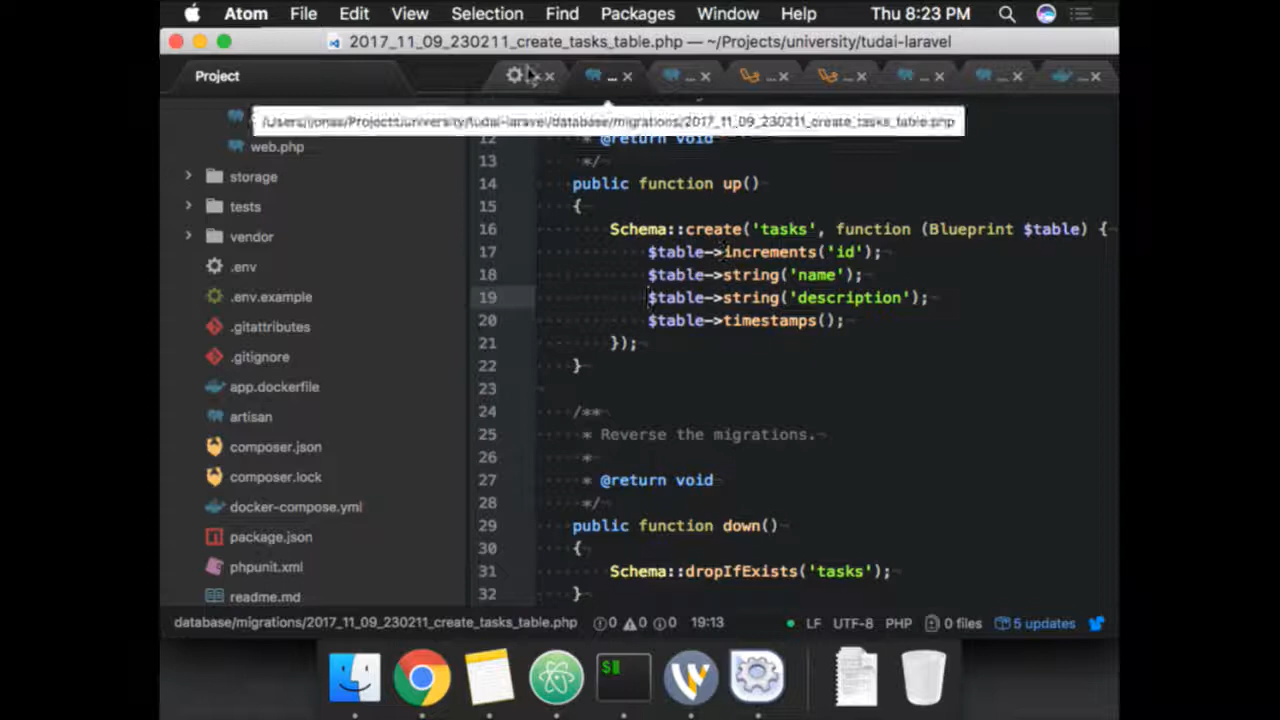 Atom File Edit View Selection Find Packages Window Help Thu 8:23 PM
2017_11_09_230211_create_tasks_table.php — ~/Projects/university/tudai-laravel
Project
... ... ... ... ... ... ...
/Users/jonas/Projects/university/tudai-laravel/database/migrations/2017_11_09_230211_create_tasks_table.php
web.php
storage
tests
vendor
.env
.env.example
.gitattributes
.gitignore
app.dockerfile
artisan
composer.json
composer.lock
docker-compose.yml
package.json
phpunit.xml
readme.md
12 * @return void
13 */
14 public function up()
15 {
16 Schema::create('tasks', function (Blueprint $table) {
17 $table->increments('id');
18 $table->string('name');
19 $table->string('description');
20 $table->timestamps();
21 });
22 }
23
24 /**
25 * Reverse the migrations.
26 *
27 * @return void
28 */
29 public function down()
30 {
31 Schema::dropIfExists('tasks');
32 }
database/migrations/2017_11_09_230211_create_tasks_table.php 0 0 0 19:13 LF UTF-8 PHP 0 files 5 updates
$